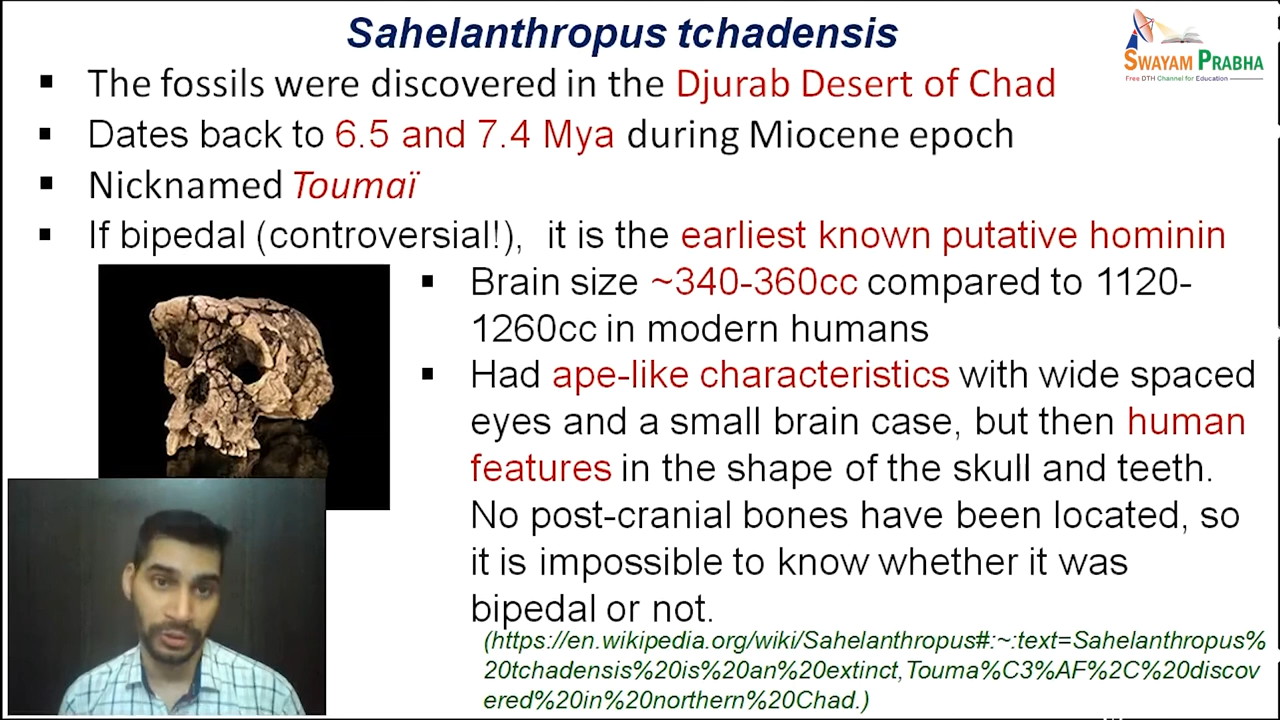 Sahelanthropus tchadensis
SWAYAM PRABHA
Free DTH Channel for Education
▪ The fossils were discovered in the Djurab Desert of Chad
▪ Dates back to 6.5 and 7.4 Mya during Miocene epoch
▪ Nicknamed Toumaï
▪ If bipedal (controversial!), it is the earliest known putative hominin
▪ Brain size ~340-360cc compared to 1120-
1260cc in modern humans
▪ Had ape-like characteristics with wide spaced
eyes and a small brain case, but then human
features in the shape of the skull and teeth.
No post-cranial bones have been located, so
it is impossible to know whether it was
bipedal or not.
(https://en.wikipedia.org/wiki/Sahelanthropus#:~:text=Sahelanthropus%
20tchadensis%20is%20an%20extinct,Touma%C3%AF%2C%20discov
ered%20in%20northern%20Chad.)